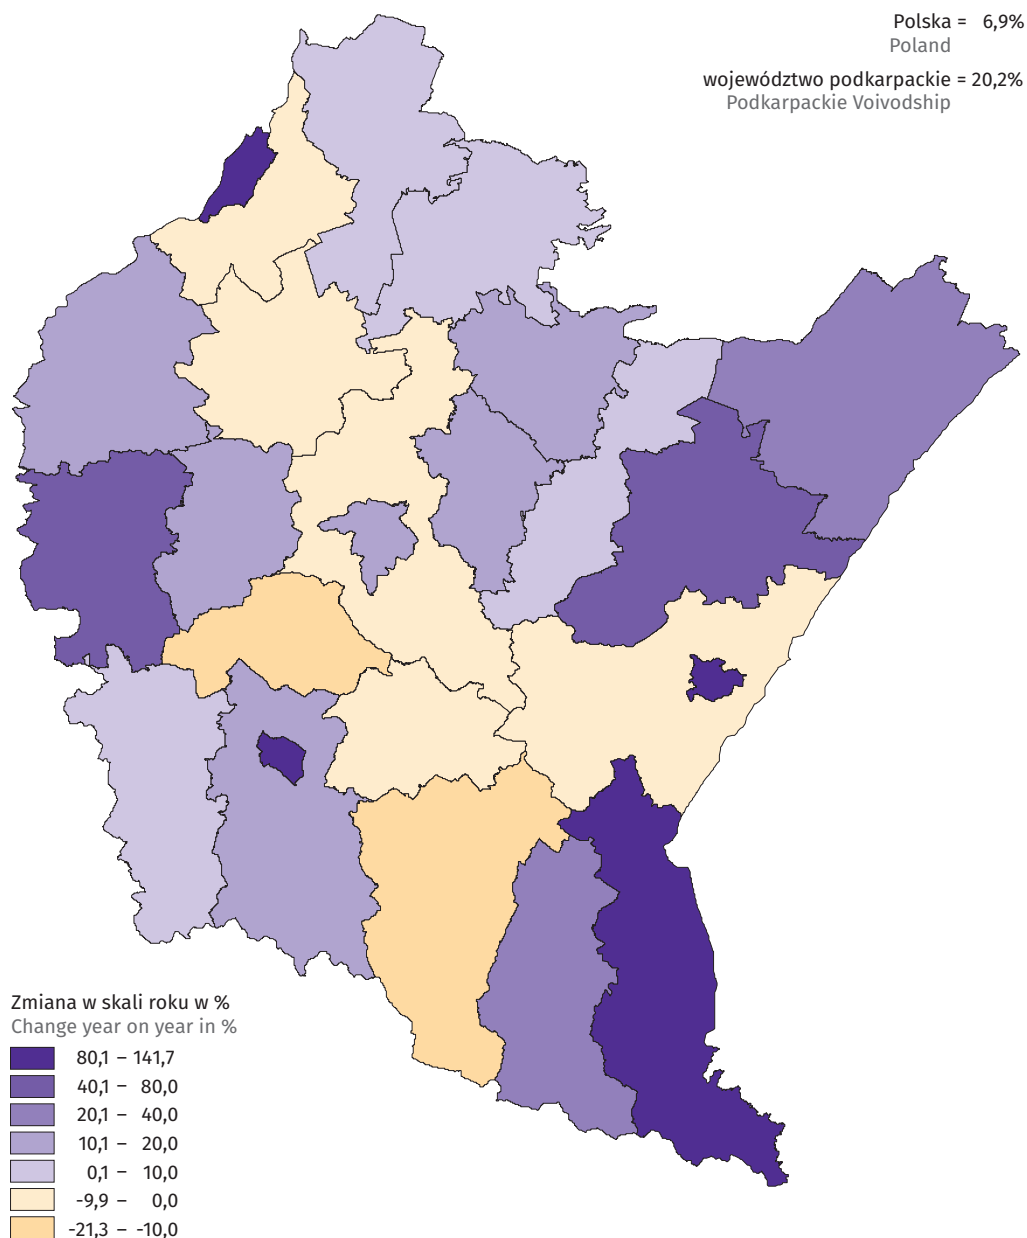 Polska = 6,9%
Poland
województwo podkarpackie = 20,2%
Podkarpackie Voivodship
Zmiana w skali roku w %
Change year on year in %
80,1 – 141,7
40,1 – 80,0
20,1 – 40,0
10,1 – 20,0
0,1 – 10,0
-9,9 – 0,0
-21,3 – -10,0